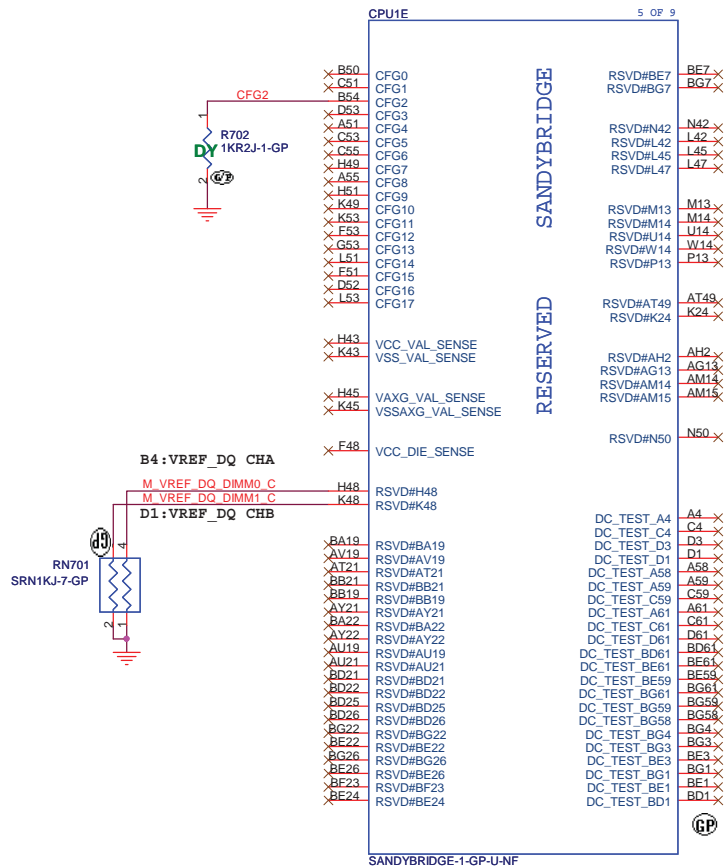 CPU1E
5 OF 9
SANDYBRIDGE
RESERVED
B50 CFG0
C51 CFG1
CFG2 B54 CFG2
D53 CFG3
A51 CFG4
C53 CFG5
C55 CFG6
H49 CFG7
A55 CFG8
H51 CFG9
K49 CFG10
K53 CFG11
F53 CFG12
G53 CFG13
L51 CFG14
F51 CFG15
D52 CFG16
L53 CFG17
1
R702
DY 1KR2J-1-GP
2
G/P
H43 VCC_VAL_SENSE
K43 VSS_VAL_SENSE
H45 VAXG_VAL_SENSE
K45 VSSAXG_VAL_SENSE
F48 VCC_DIE_SENSE
B4:VREF_DQ CHA
M_VREF_DQ_DIMM0_C H48 RSVD#H48
M_VREF_DQ_DIMM1_C K48 RSVD#K48
D1:VREF_DQ CHB
3 4
RN701
SRN1KJ-7-GP
2 1
BA19 RSVD#BA19
AV19 RSVD#AV19
AT21 RSVD#AT21
BB21 RSVD#BB21
BB19 RSVD#BB19
AY21 RSVD#AY21
BA22 RSVD#BA22
AY22 RSVD#AY22
AU19 RSVD#AU19
AU21 RSVD#AU21
BD21 RSVD#BD21
BD22 RSVD#BD22
BD25 RSVD#BD25
BD26 RSVD#BD26
BG22 RSVD#BG22
BE22 RSVD#BE22
BG26 RSVD#BG26
BE26 RSVD#BE26
BF23 RSVD#BF23
BE24 RSVD#BE24
RSVD#BE7 BE7
RSVD#BG7 BG7
RSVD#N42 N42
RSVD#L42 L42
RSVD#L45 L45
RSVD#L47 L47
RSVD#M13 M13
RSVD#M14 M14
RSVD#U14 U14
RSVD#W14 W14
RSVD#P13 P13
RSVD#AT49 AT49
RSVD#K24 K24
RSVD#AH2 AH2
RSVD#AG13 AG13
RSVD#AM14 AM14
RSVD#AM15 AM15
RSVD#N50 N50
DC_TEST_A4 A4
DC_TEST_C4 C4
DC_TEST_D3 D3
DC_TEST_D1 D1
DC_TEST_A58 A58
DC_TEST_A59 A59
DC_TEST_C59 C59
DC_TEST_A61 A61
DC_TEST_C61 C61
DC_TEST_D61 D61
DC_TEST_BD61 BD61
DC_TEST_BE61 BE61
DC_TEST_BE59 BE59
DC_TEST_BG61 BG61
DC_TEST_BG59 BG59
DC_TEST_BG58 BG58
DC_TEST_BG4 BG4
DC_TEST_BG3 BG3
DC_TEST_BE3 BE3
DC_TEST_BG1 BG1
DC_TEST_BE1 BE1
DC_TEST_BD1 BD1
GP
SANDYBRIDGE-1-GP-U-NF